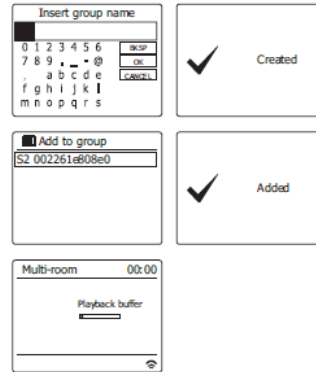 Insert group name
0 1 2 3 4 5 6 BKSP
7 8 9 . _ - @ OK
, a b c d e CANCEL
f g h i j k l
m n o p q r s
Created
Add to group
S2 002261e808e0
Added
Multi-room 00:00
Playback buffer